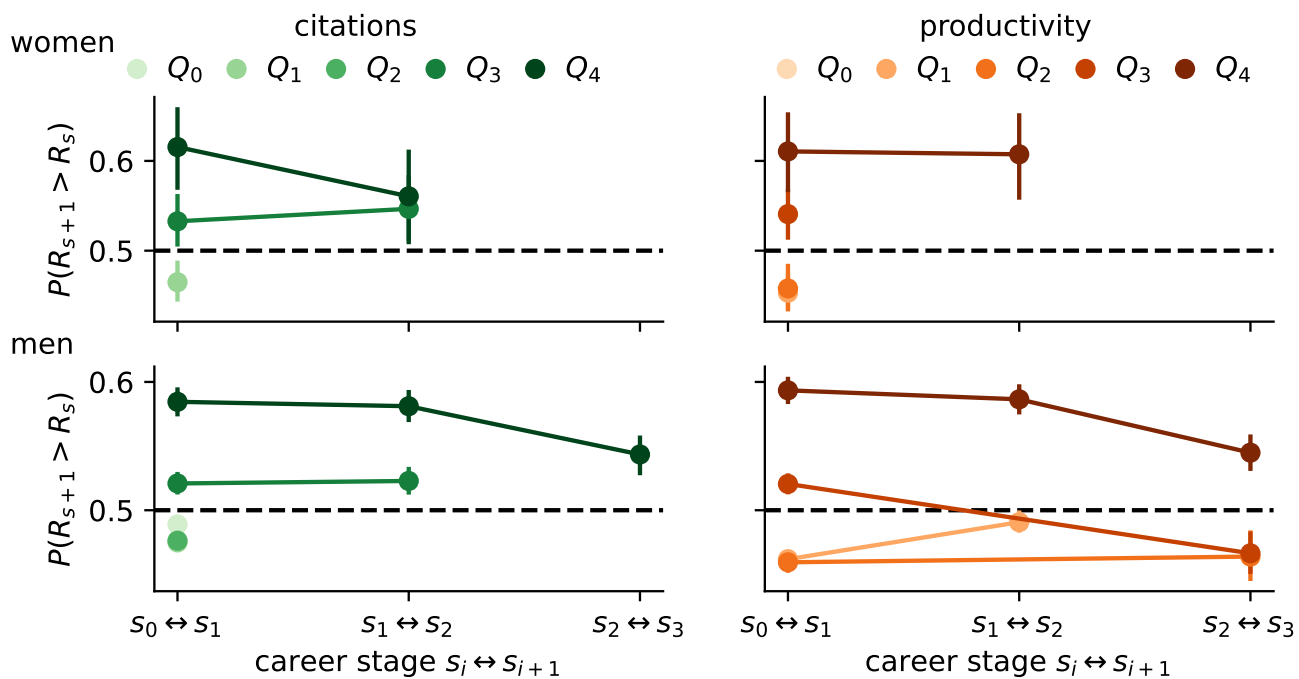 citations
productivity
women
Q0 Q1 Q2 Q3 Q4
Q0 Q1 Q2 Q3 Q4
P(Rs+1 > Rs)
0.6
0.5
men
P(Rs+1 > Rs)
0.6
0.5
s0 ↔ s1
s1 ↔ s2
s2 ↔ s3
s0 ↔ s1
s1 ↔ s2
s2 ↔ s3
career stage si ↔ si+1
career stage si ↔ si+1